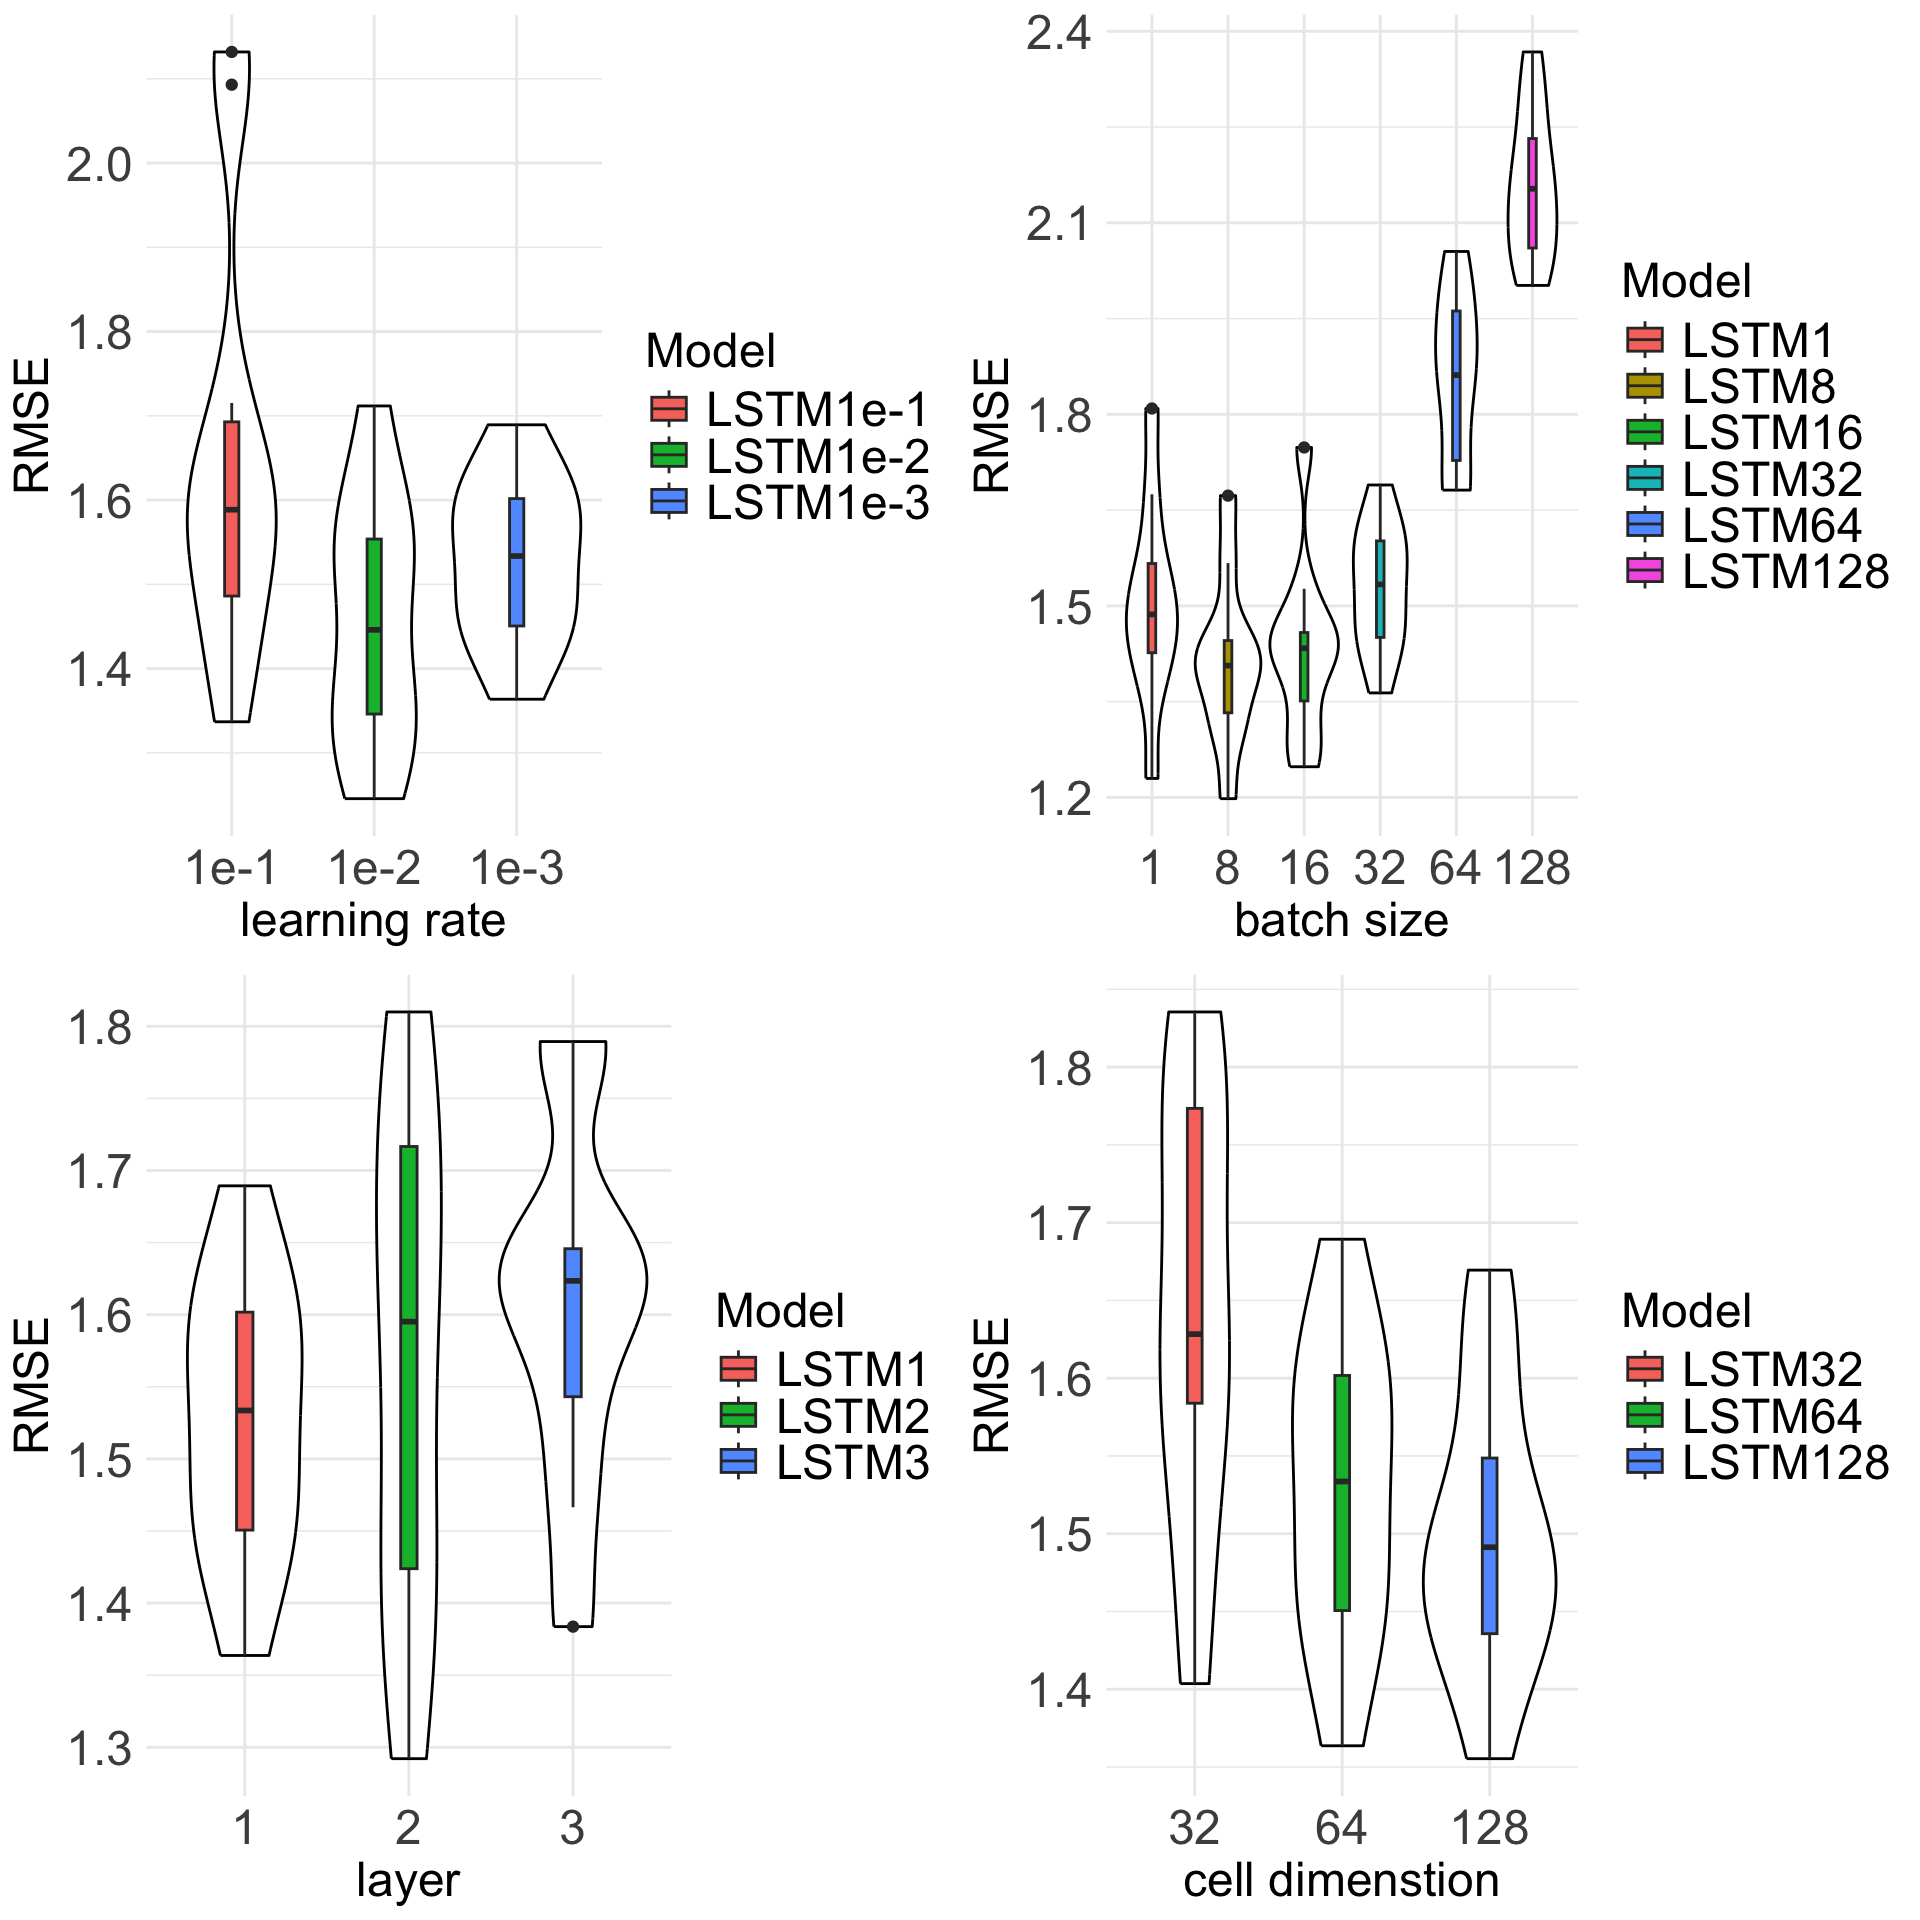 RMSE
2.0
1.8
1.6
1.4
1e-1 1e-2 1e-3
learning rate
Model
LSTM1e-1
LSTM1e-2
LSTM1e-3
RMSE
2.4
2.1
1.8
1.5
1.2
1 8 16 32 64 128
batch size
Model
LSTM1
LSTM8
LSTM16
LSTM32
LSTM64
LSTM128
RMSE
1.8
1.7
1.6
1.5
1.4
1.3
1 2 3
layer
Model
LSTM1
LSTM2
LSTM3
RMSE
1.8
1.7
1.6
1.5
1.4
32 64 128
cell dimenstion
Model
LSTM32
LSTM64
LSTM128